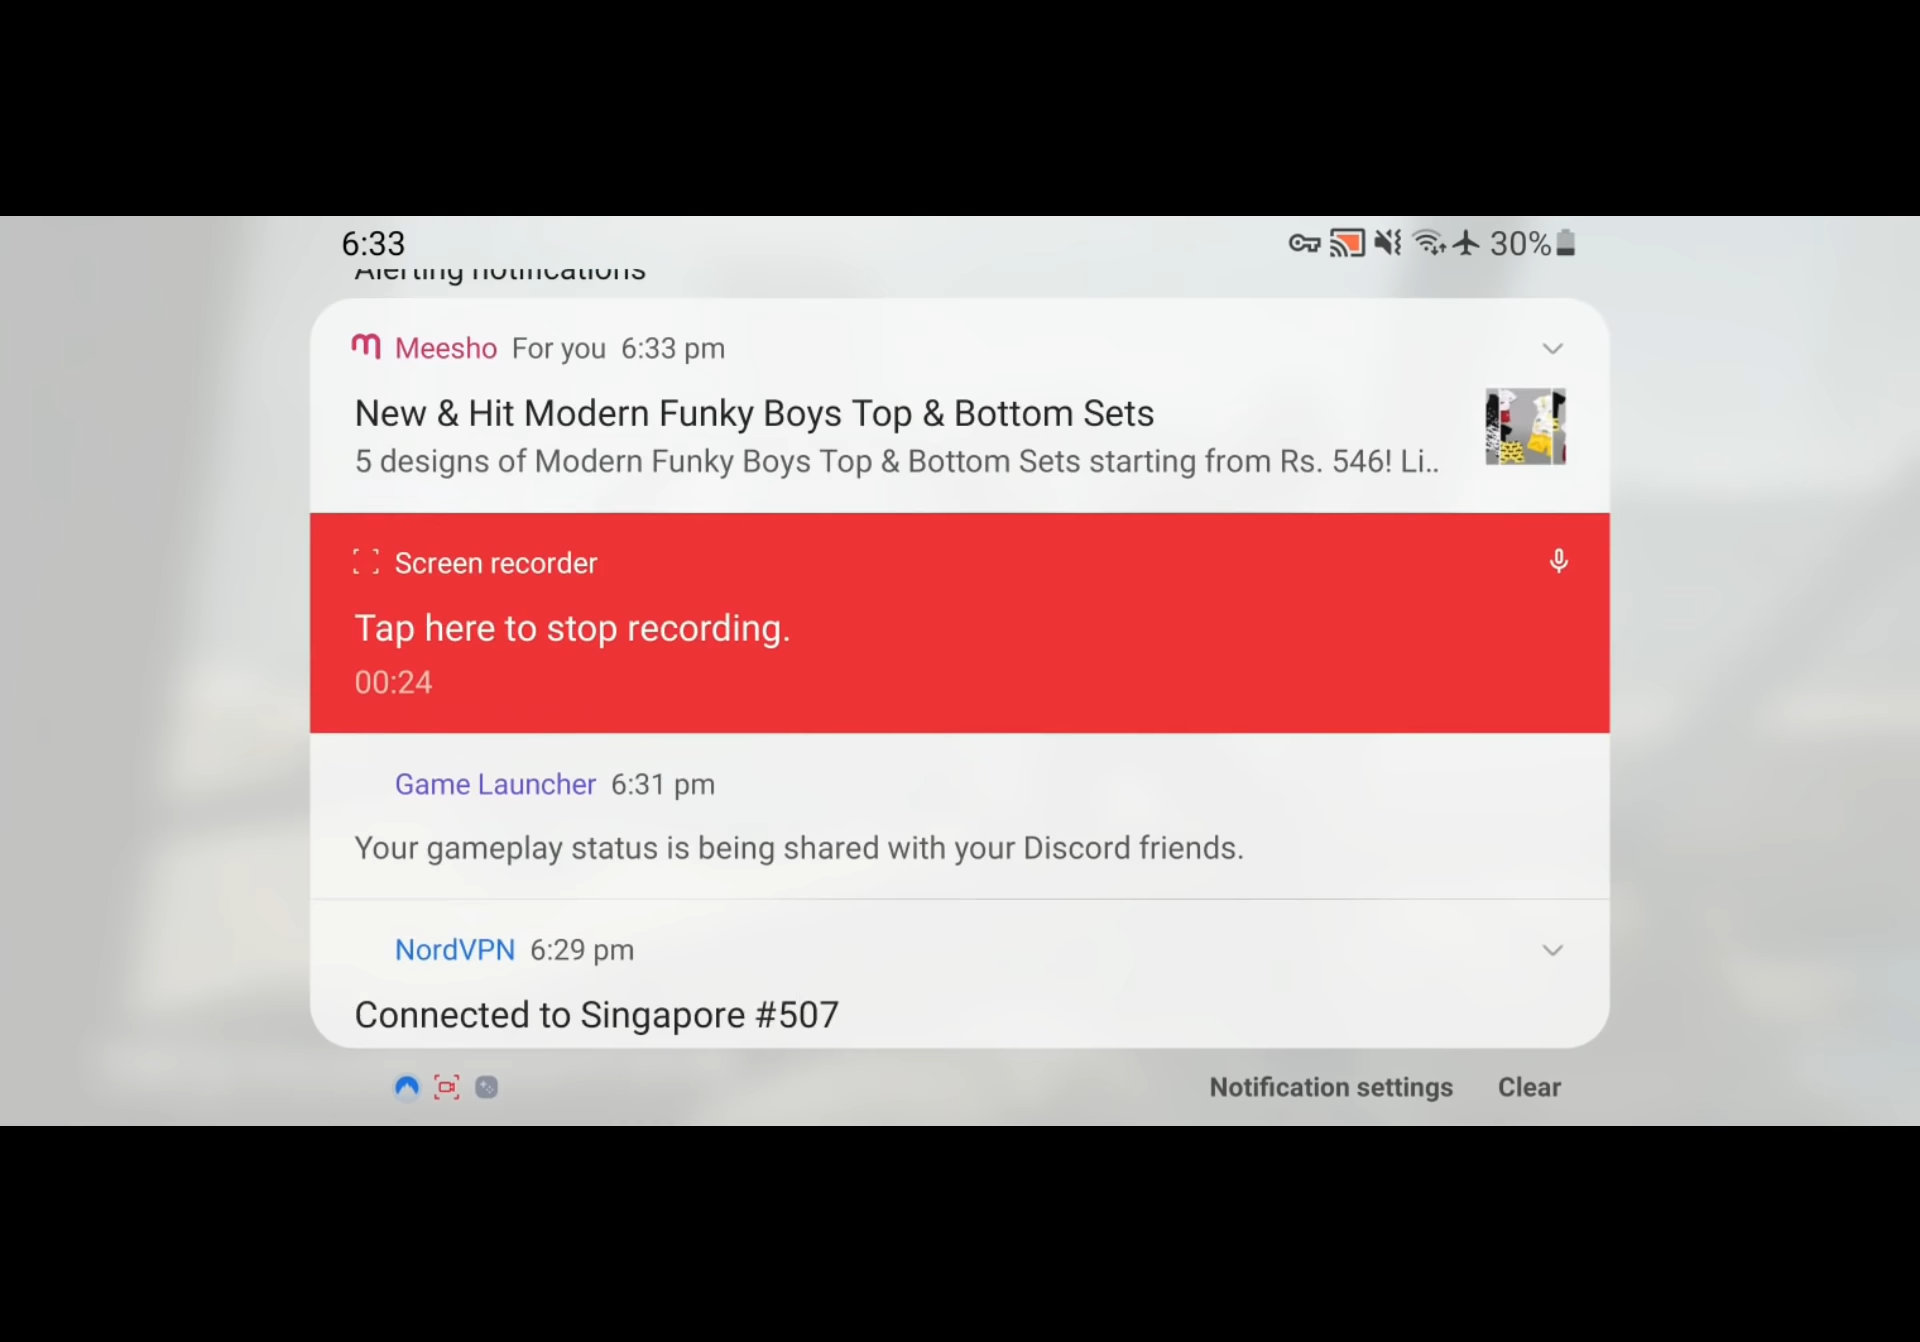 6:33
30%
Alerting notifications
Meesho For you 6:33 pm
New & Hit Modern Funky Boys Top & Bottom Sets
5 designs of Modern Funky Boys Top & Bottom Sets starting from Rs. 546! Li..
Screen recorder
Tap here to stop recording.
00:24
Game Launcher 6:31 pm
Your gameplay status is being shared with your Discord friends.
NordVPN 6:29 pm
Connected to Singapore #507
Notification settings Clear